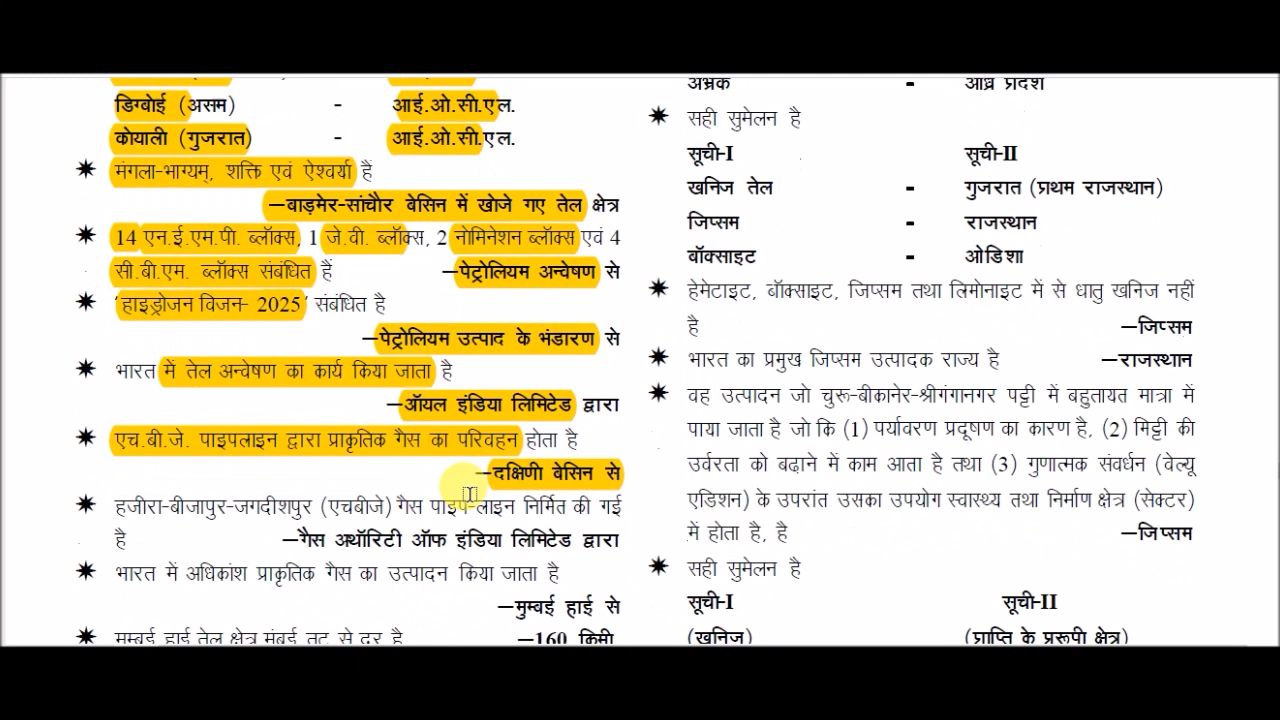 डिग्बोई (असम) - आई.ओ.सी.एल.
कोयाली (गुजरात) - आई.ओ.सी.एल.
✷ मंगला-भाग्यम्, शक्ति एवं ऐश्वर्या हैं
–बाड़मेर-सांचौर बेसिन में खोजे गए तेल क्षेत्र
✷ 14 एन.ई.एम.पी. ब्लॉक्स, 1 जे.वी. ब्लॉक्स, 2 नोमिनेशन ब्लॉक्स एवं 4
सी.बी.एम. ब्लॉक्स संबंधित हैं –पेट्रोलियम अन्वेषण से
✷ 'हाइड्रोजन विजन- 2025' संबंधित है
–पेट्रोलियम उत्पाद के भंडारण से
✷ भारत में तेल अन्वेषण का कार्य किया जाता है
–ऑयल इंडिया लिमिटेड द्वारा
✷ एच.बी.जे. पाइपलाइन द्वारा प्राकृतिक गैस का परिवहन होता है
–दक्षिणी बेसिन से
✷ हजीरा-बीजापुर-जगदीशपुर (एचबीजे) गैस पाइप-लाइन निर्मित की गई
है –गैस अथॉरिटी ऑफ इंडिया लिमिटेड द्वारा
✷ भारत में अधिकांश प्राकृतिक गैस का उत्पादन किया जाता है
–मुम्बई हाई से
✷ मुम्बई हाई तेल क्षेत्र मुंबई तट से दूर है –160 किमी.
अभ्रक - आंध्र प्रदेश
✷ सही सुमेलन है
सूची-I सूची-II
खनिज तेल - गुजरात (प्रथम राजस्थान)
जिप्सम - राजस्थान
बॉक्साइट - ओडिशा
✷ हेमेटाइट, बॉक्साइट, जिप्सम तथा लिमोनाइट में से धातु खनिज नहीं
है –जिप्सम
✷ भारत का प्रमुख जिप्सम उत्पादक राज्य है –राजस्थान
✷ वह उत्पादन जो चुरू-बीकानेर-श्रीगंगानगर पट्टी में बहुतायत मात्रा में
पाया जाता है जो कि (1) पर्यावरण प्रदूषण का कारण है, (2) मिट्टी की
उर्वरता को बढ़ाने में काम आता है तथा (3) गुणात्मक संवर्धन (वेल्यू
एडिशन) के उपरांत उसका उपयोग स्वास्थ्य तथा निर्माण क्षेत्र (सेक्टर)
में होता है, है –जिप्सम
✷ सही सुमेलन है
सूची-I सूची-II
(खनिज) (प्राप्ति के प्ररूपी क्षेत्र)